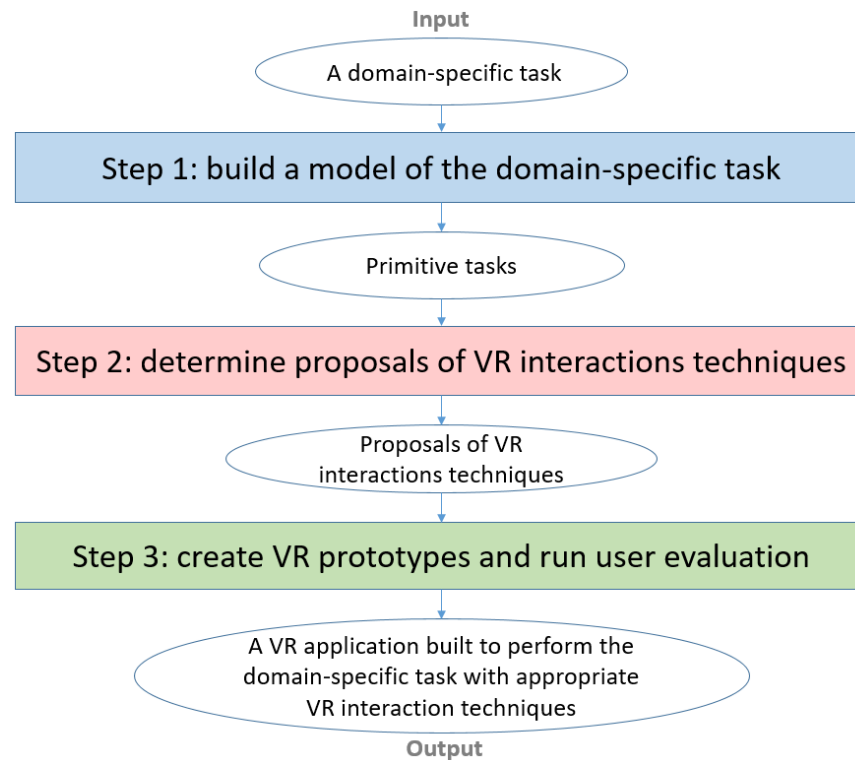 Input
A domain-specific task
Step 1: build a model of the domain-specific task
Primitive tasks
Step 2: determine proposals of VR interactions techniques
Proposals of VR
interactions techniques
Step 3: create VR prototypes and run user evaluation
A VR application built to perform the
domain-specific task with appropriate
VR interaction techniques
Output